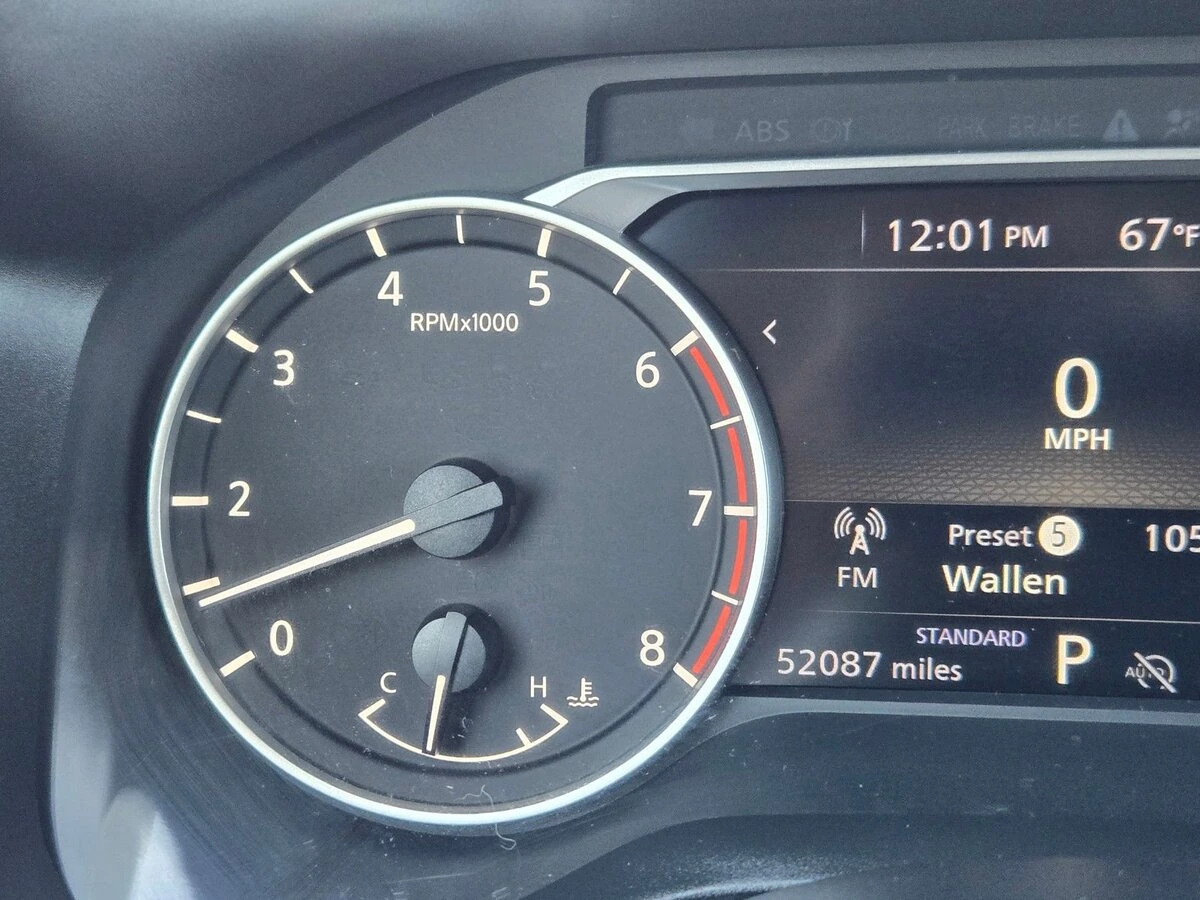 ABS
PARK BRAKE
12:01 PM 67°F
4 5
RPMx1000
3 6
0
MPH
2 7
Preset 5 105
FM Wallen
0 8
STANDARD
52087 miles P AUTO
C H